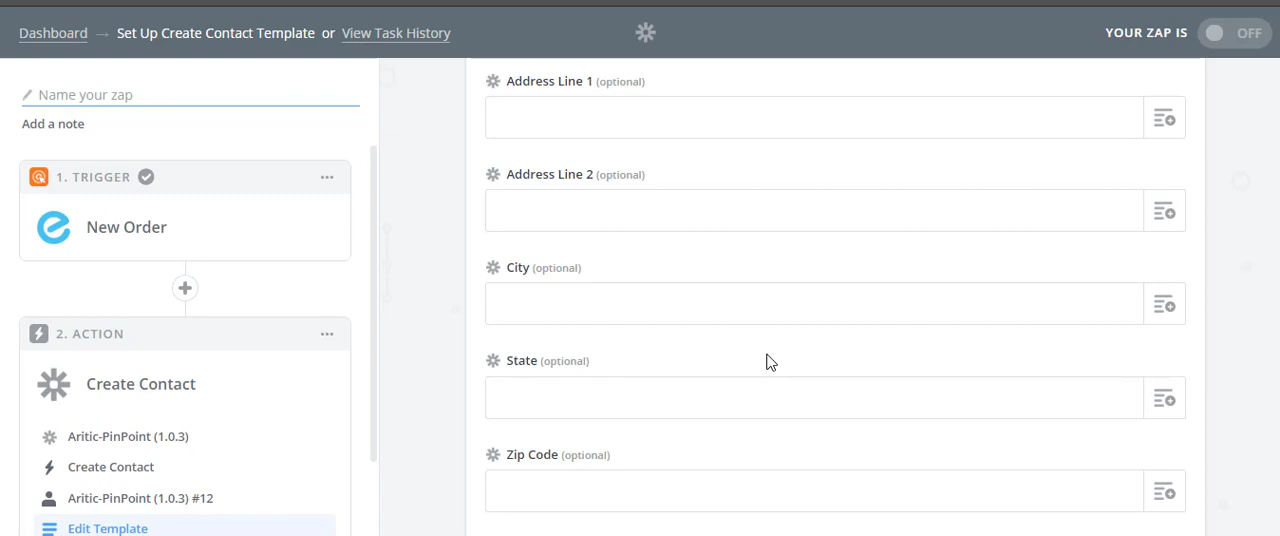 Dashboard → Set Up Create Contact Template or View Task History
YOUR ZAP IS OFF
Name your zap
Add a note
1. TRIGGER
New Order
2. ACTION
Create Contact
Aritic-PinPoint (1.0.3)
Create Contact
Aritic-PinPoint (1.0.3) #12
Edit Template
Address Line 1 (optional)
Address Line 2 (optional)
City (optional)
State (optional)
Zip Code (optional)